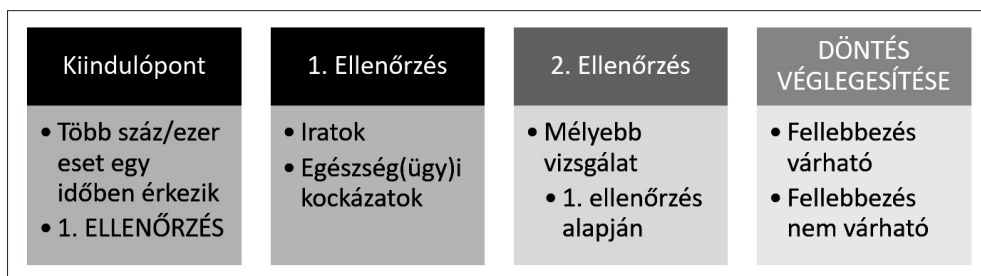 Kiindulópont
• Több száz/ezer
eset egy
időben érkezik
• 1. ELLENŐRZÉS
1. Ellenőrzés
• Iratok
• Egészség(ügy)i
kockázatok
2. Ellenőrzés
• Mélyebb
vizsgálat
• 1. ellenőrzés
alapján
DÖNTÉS
VÉGLEGESÍTÉSE
• Fellebbezés
várható
• Fellebbezés
nem várható